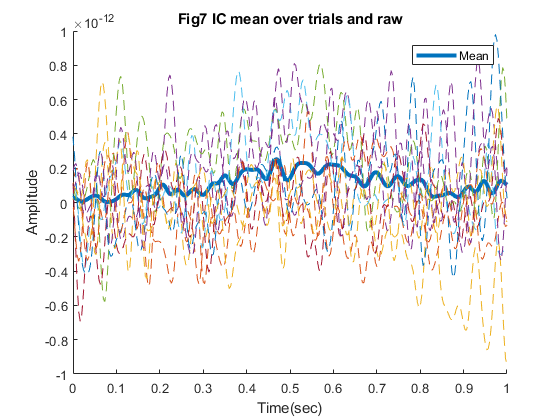 Fig7 IC mean over trials and raw
×10⁻¹²
Mean
1
0.8
0.6
0.4
0.2
0
-0.2
-0.4
-0.6
-0.8
-1
Amplitude
0 0.1 0.2 0.3 0.4 0.5 0.6 0.7 0.8 0.9 1
Time(sec)